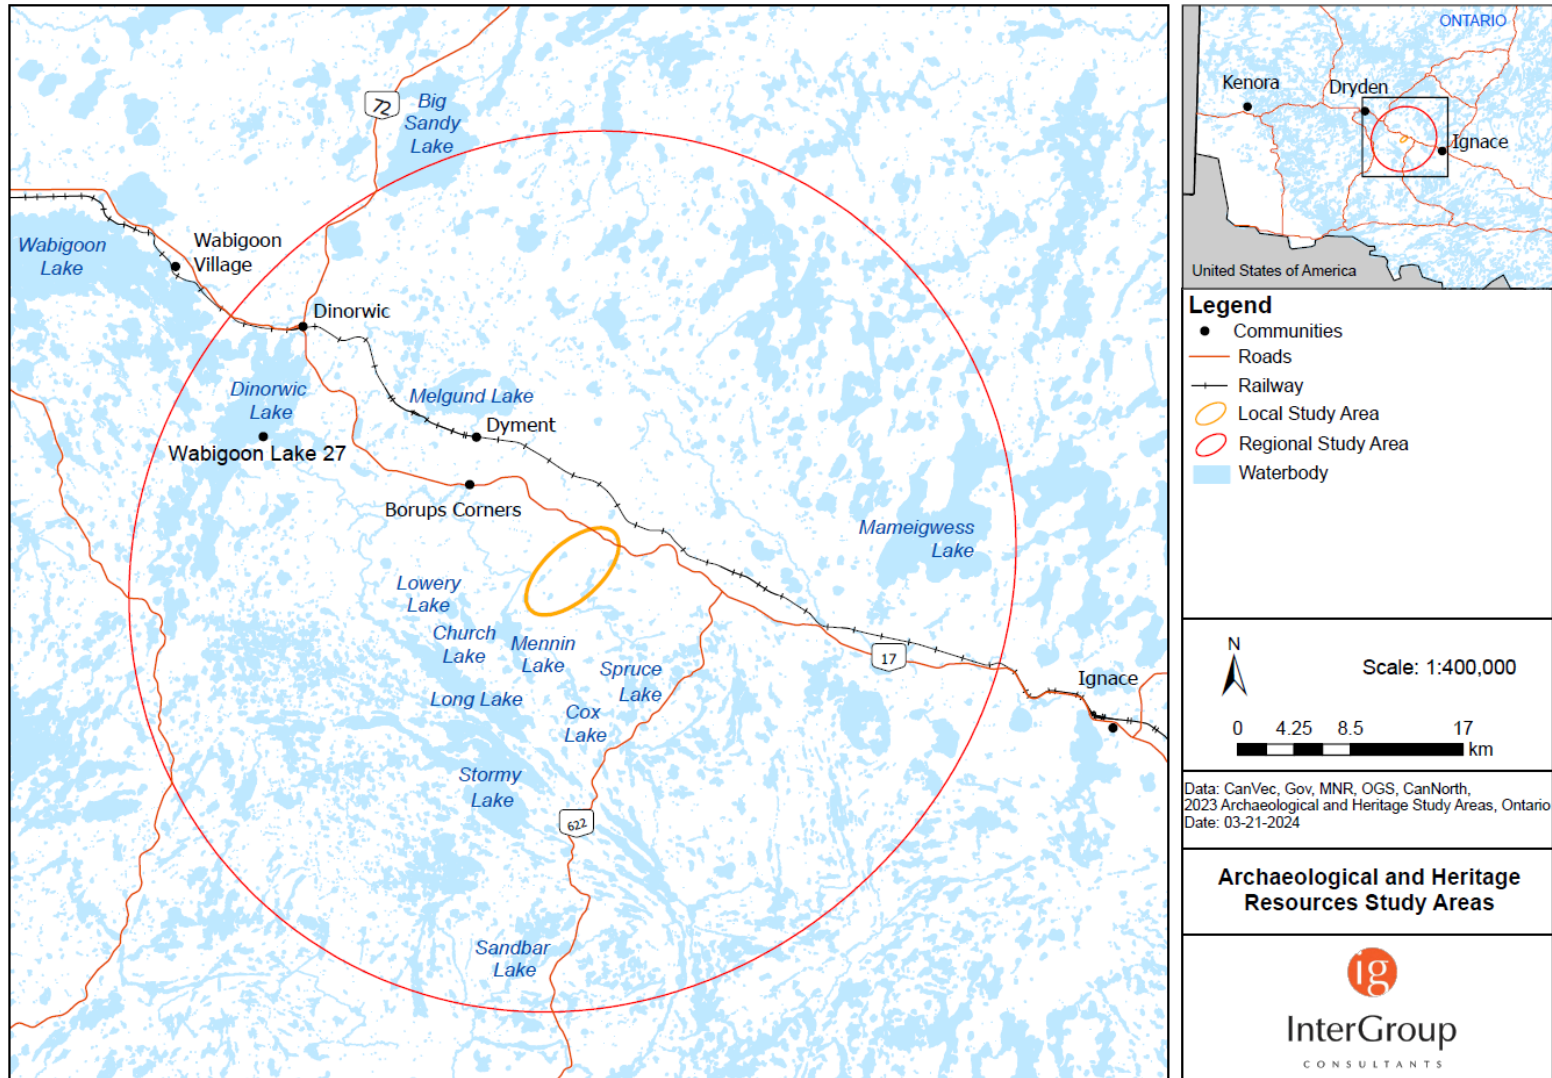 72
Big
Sandy
Lake
Wabigoon
Lake
Wabigoon
Village
Dinorwic
Dinorwic
Lake
Melgund Lake
Dyment
Wabigoon Lake 27
Borups Corners
Mameigwess
Lake
Lowery
Lake
Church
Lake
Mennin
Lake
Spruce
Lake
17
Long Lake
Cox
Lake
Ignace
Stormy
Lake
622
Sandbar
Lake
ONTARIO
Kenora
Dryden
Ignace
United States of America
Legend
Communities
Roads
Railway
Local Study Area
Regional Study Area
Waterbody
N
Scale: 1:400,000
0 4.25 8.5 17
km
Data: CanVec, Gov, MNR, OGS, CanNorth,
2023 Archaeological and Heritage Study Areas, Ontario
Date: 03-21-2024
Archaeological and Heritage
Resources Study Areas
ig
InterGroup
CONSULTANTS